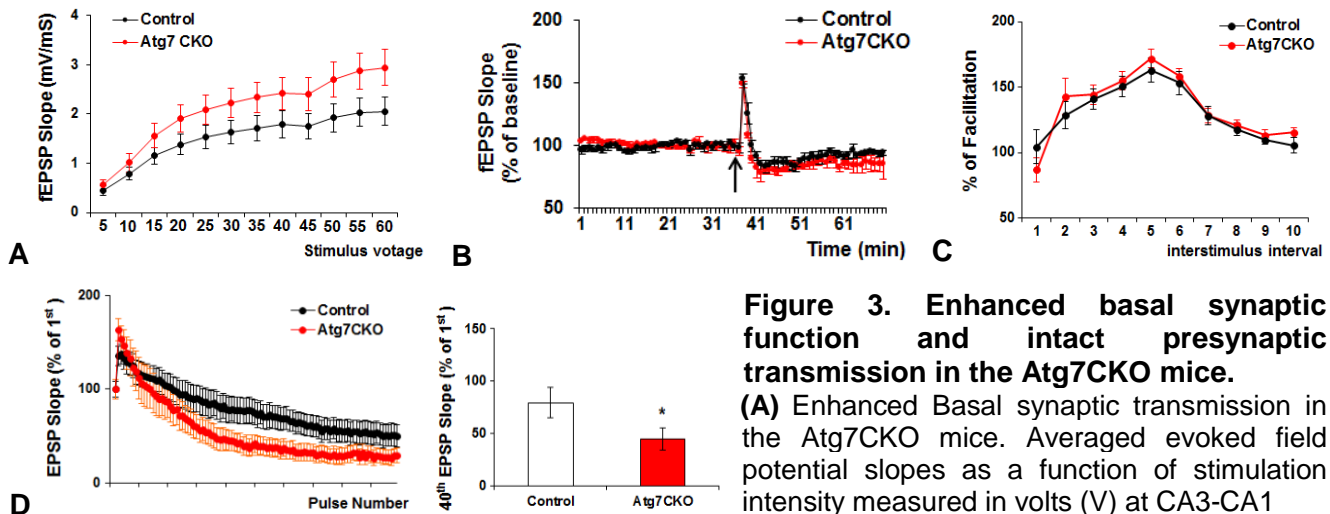 fEPSP Slope (mV/mS)
4
3
2
1
0
Control
Atg7 CKO
5 10 15 20 25 30 35 40 45 50 55 60
Stimulus votage
A
fEPSP Slope
(% of baseline)
200
150
100
50
Control
Atg7CKO
1 11 21 31 41 51 61
Time (min)
B
% of Facilitation
200
150
100
50
Control
Atg7CKO
1 2 3 4 5 6 7 8 9 10
interstimulus interval
C
EPSP Slope (% of 1st)
200
100
0
Control
Atg7CKO
Pulse Number
D
40th EPSP Slope (% of 1st)
150
100
50
0
*
Control Atg7CKO
Figure 3. Enhanced basal synaptic
function and intact presynaptic
transmission in the Atg7CKO mice.
(A) Enhanced Basal synaptic transmission in
the Atg7CKO mice. Averaged evoked field
potential slopes as a function of stimulation
intensity measured in volts (V) at CA3-CA1